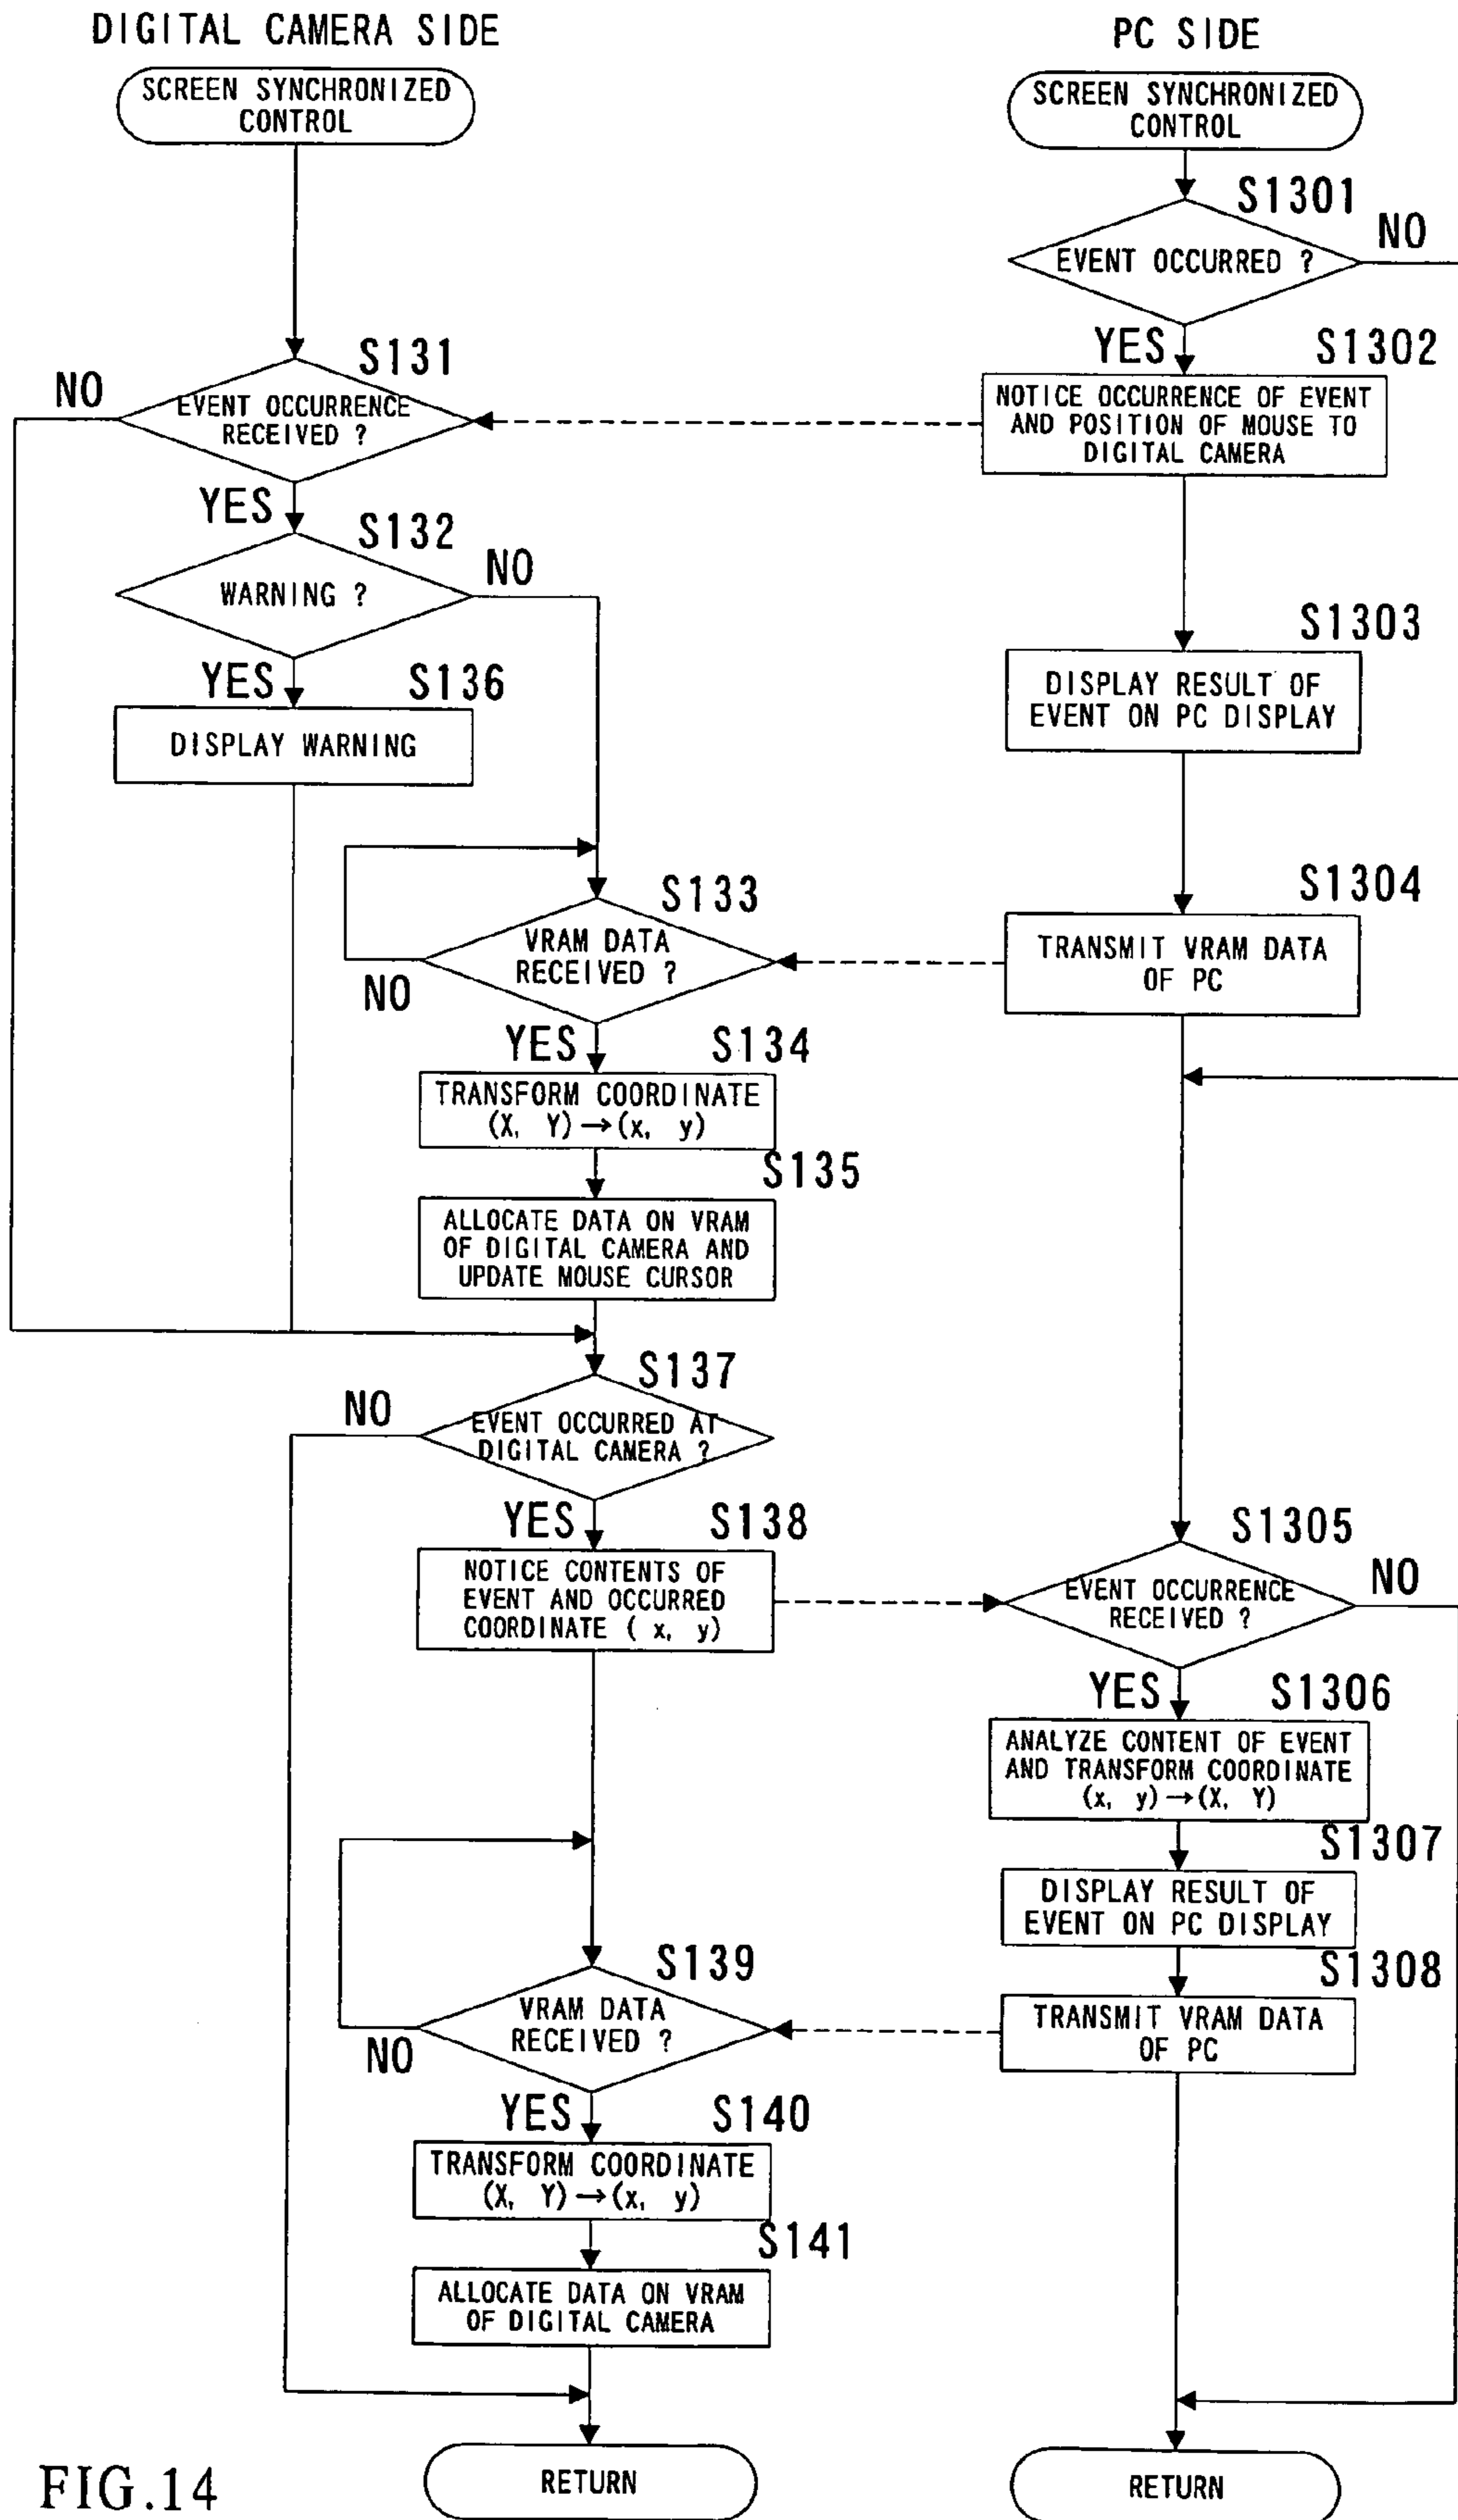 DIGITAL CAMERA SIDE
SCREEN SYNCHRONIZED
CONTROL
S131
EVENT OCCURRENCE
RECEIVED ?
NO
YES
S132
WARNING ?
NO
YES
S136
DISPLAY WARNING
S133
VRAM DATA
RECEIVED ?
NO
YES
S134
TRANSFORM COORDINATE
(X, Y)→(x, y)
S135
ALLOCATE DATA ON VRAM
OF DIGITAL CAMERA AND
UPDATE MOUSE CURSOR
S137
EVENT OCCURRED AT
DIGITAL CAMERA ?
NO
YES
S138
NOTICE CONTENTS OF
EVENT AND OCCURRED
COORDINATE ( x, y)
S139
VRAM DATA
RECEIVED ?
NO
YES
S140
TRANSFORM COORDINATE
(X, Y)→(x, y)
S141
ALLOCATE DATA ON VRAM
OF DIGITAL CAMERA
RETURN
PC SIDE
SCREEN SYNCHRONIZED
CONTROL
S1301
EVENT OCCURRED ?
NO
YES
S1302
NOTICE OCCURRENCE OF EVENT
AND POSITION OF MOUSE TO
DIGITAL CAMERA
S1303
DISPLAY RESULT OF
EVENT ON PC DISPLAY
S1304
TRANSMIT VRAM DATA
OF PC
S1305
EVENT OCCURRENCE
RECEIVED ?
NO
YES
S1306
ANALYZE CONTENT OF EVENT
AND TRANSFORM COORDINATE
(x, y)→(X, Y)
S1307
DISPLAY RESULT OF
EVENT ON PC DISPLAY
S1308
TRANSMIT VRAM DATA
OF PC
RETURN
FIG.14